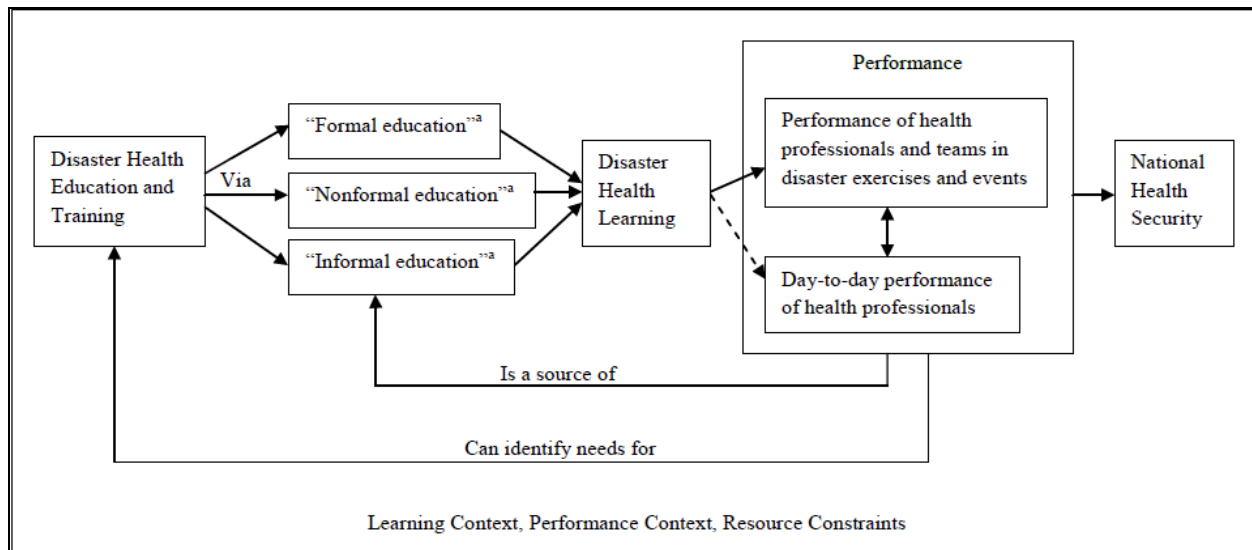 Performance
Disaster Health
Education and
Training
Via
“Formal education”ᵃ
“Nonformal education”ᵃ
“Informal education”ᵃ
Disaster
Health
Learning
Performance of health
professionals and teams in
disaster exercises and events
Day-to-day performance
of health professionals
National
Health
Security
Is a source of
Can identify needs for
Learning Context, Performance Context, Resource Constraints